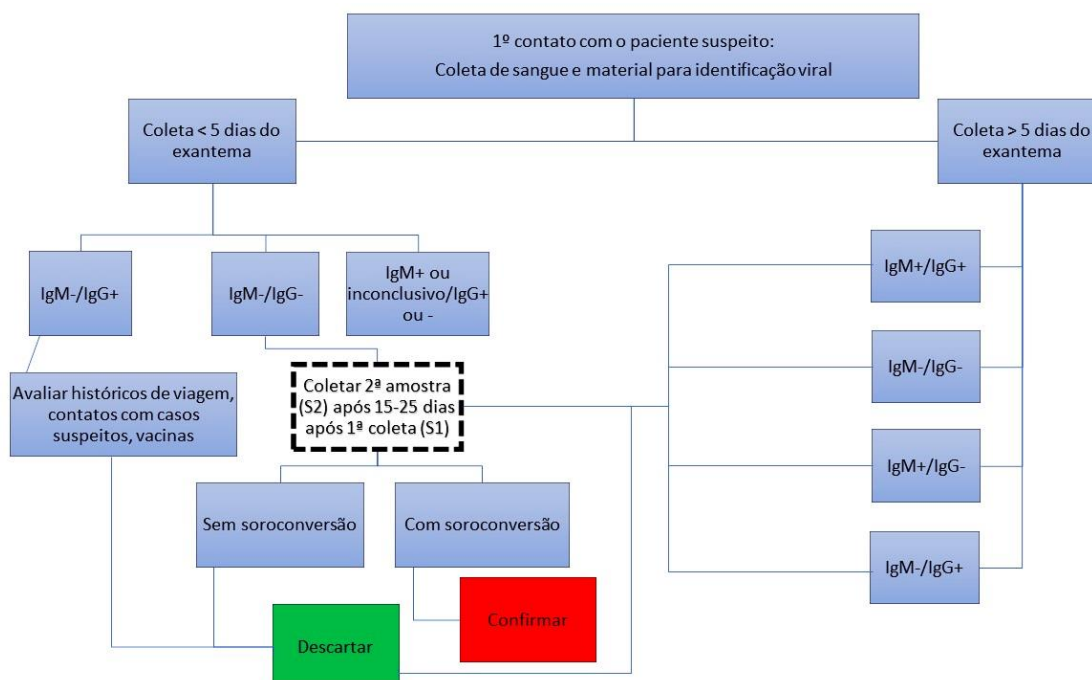 1º contato com o paciente suspeito:
Coleta de sangue e material para identificação viral
Coleta < 5 dias do
exantema
Coleta > 5 dias do
exantema
IgM-/IgG+
IgM-/IgG-
IgM+ ou
inconclusivo/IgG+
ou -
IgM+/IgG+
IgM-/IgG-
IgM+/IgG-
IgM-/IgG+
Avaliar históricos de viagem,
contatos com casos
suspeitos, vacinas
Coletar 2ª amostra
(S2) após 15-25 dias
após 1ª coleta (S1)
Sem soroconversão
Com soroconversão
Descartar
Confirmar